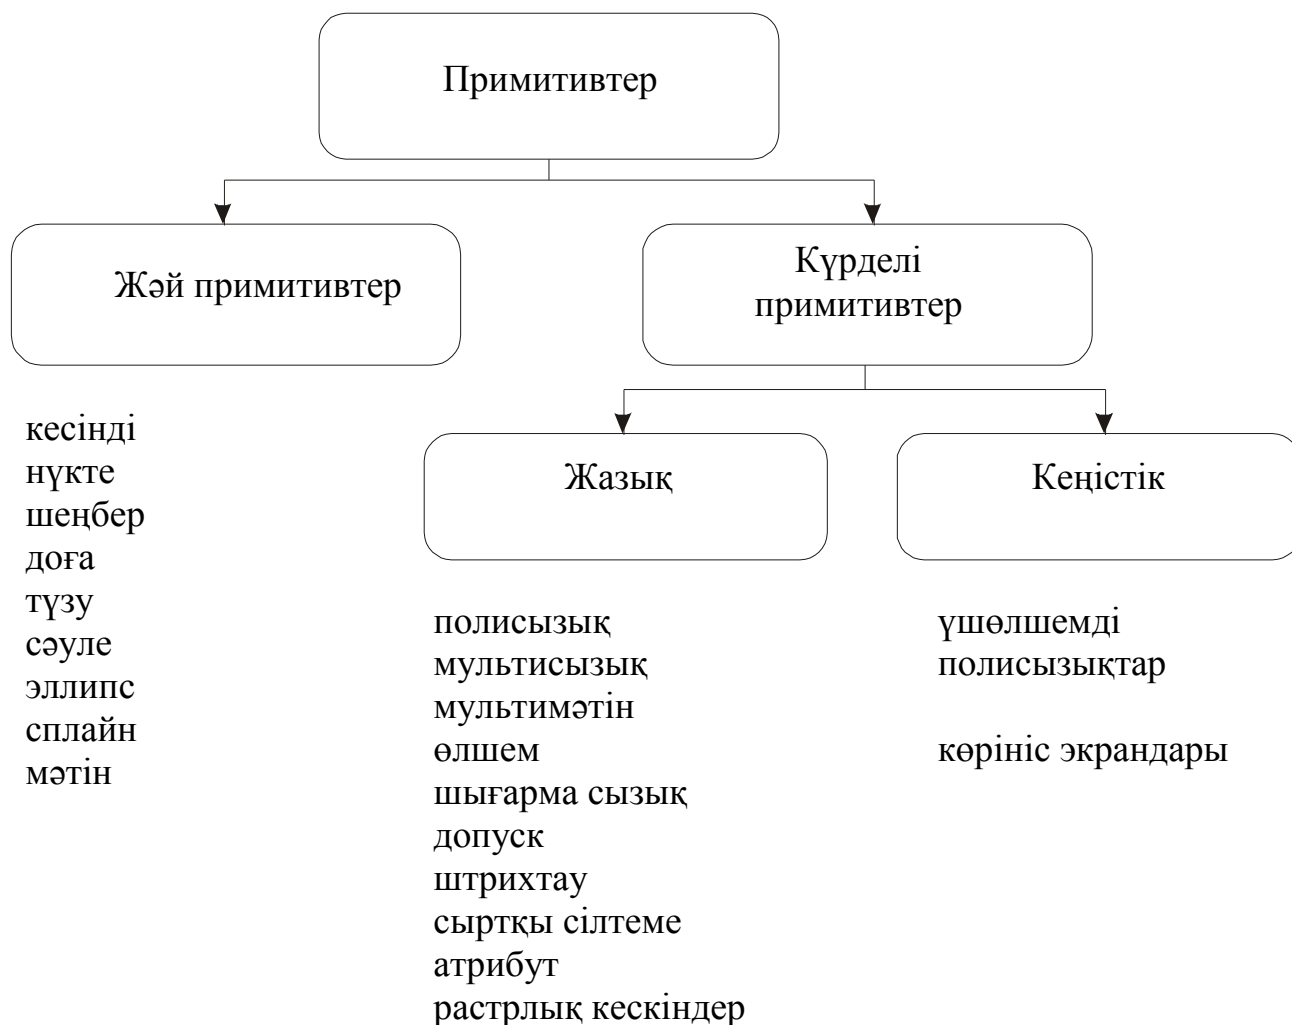 Примитивтер
Жәй примитивтер
Күрделі
примитивтер
кесінді
нүкте
шеңбер
доға
түзу
сәуле
эллипс
сплайн
мәтін
Жазық
полисызық
мультисызық
мультимәтін
өлшем
шығарма сызық
допуск
штрихтау
сыртқы сілтеме
атрибут
растрлық кескіндер
Кеңістік
үшөлшемді
полисызықтар
көрініс экрандары